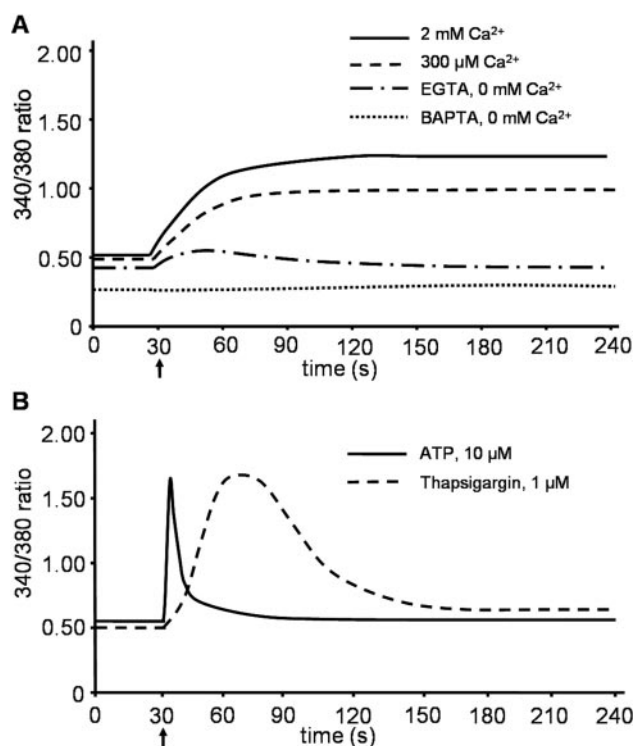 A
2.00
1.50
1.00
0.50
0
340/380 ratio
2 mM Ca²⁺
300 µM Ca²⁺
EGTA, 0 mM Ca²⁺
BAPTA, 0 mM Ca²⁺
0 30 60 90 120 150 180 210 240
time (s)
B
2.00
1.50
1.00
0.50
0
340/380 ratio
ATP, 10 µM
Thapsigargin, 1 µM
0 30 60 90 120 150 180 210 240
time (s)